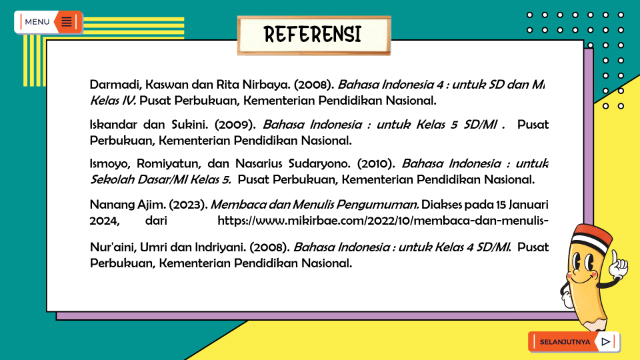 MENU
REFERENSI
Darmadi, Kaswan dan Rita Nirbaya. (2008). Bahasa Indonesia 4 : untuk SD dan MI
Kelas IV. Pusat Perbukuan, Kementerian Pendidikan Nasional.
Iskandar dan Sukini. (2009). Bahasa Indonesia : untuk Kelas 5 SD/MI . Pusat
Perbukuan, Kementerian Pendidikan Nasional.
Ismoyo, Romiyatun, dan Nasarius Sudaryono. (2010). Bahasa Indonesia : untuk
Sekolah Dasar/MI Kelas 5. Pusat Perbukuan, Kementerian Pendidikan Nasional.
Nanang Ajim. (2023). Membaca dan Menulis Pengumuman. Diakses pada 15 Januari
2024, dari https://www.mikirbae.com/2022/10/membaca-dan-menulis-
Nur'aini, Umri dan Indriyani. (2008). Bahasa Indonesia : untuk Kelas 4 SD/MI. Pusat
Perbukuan, Kementerian Pendidikan Nasional.
SELANJUTNYA